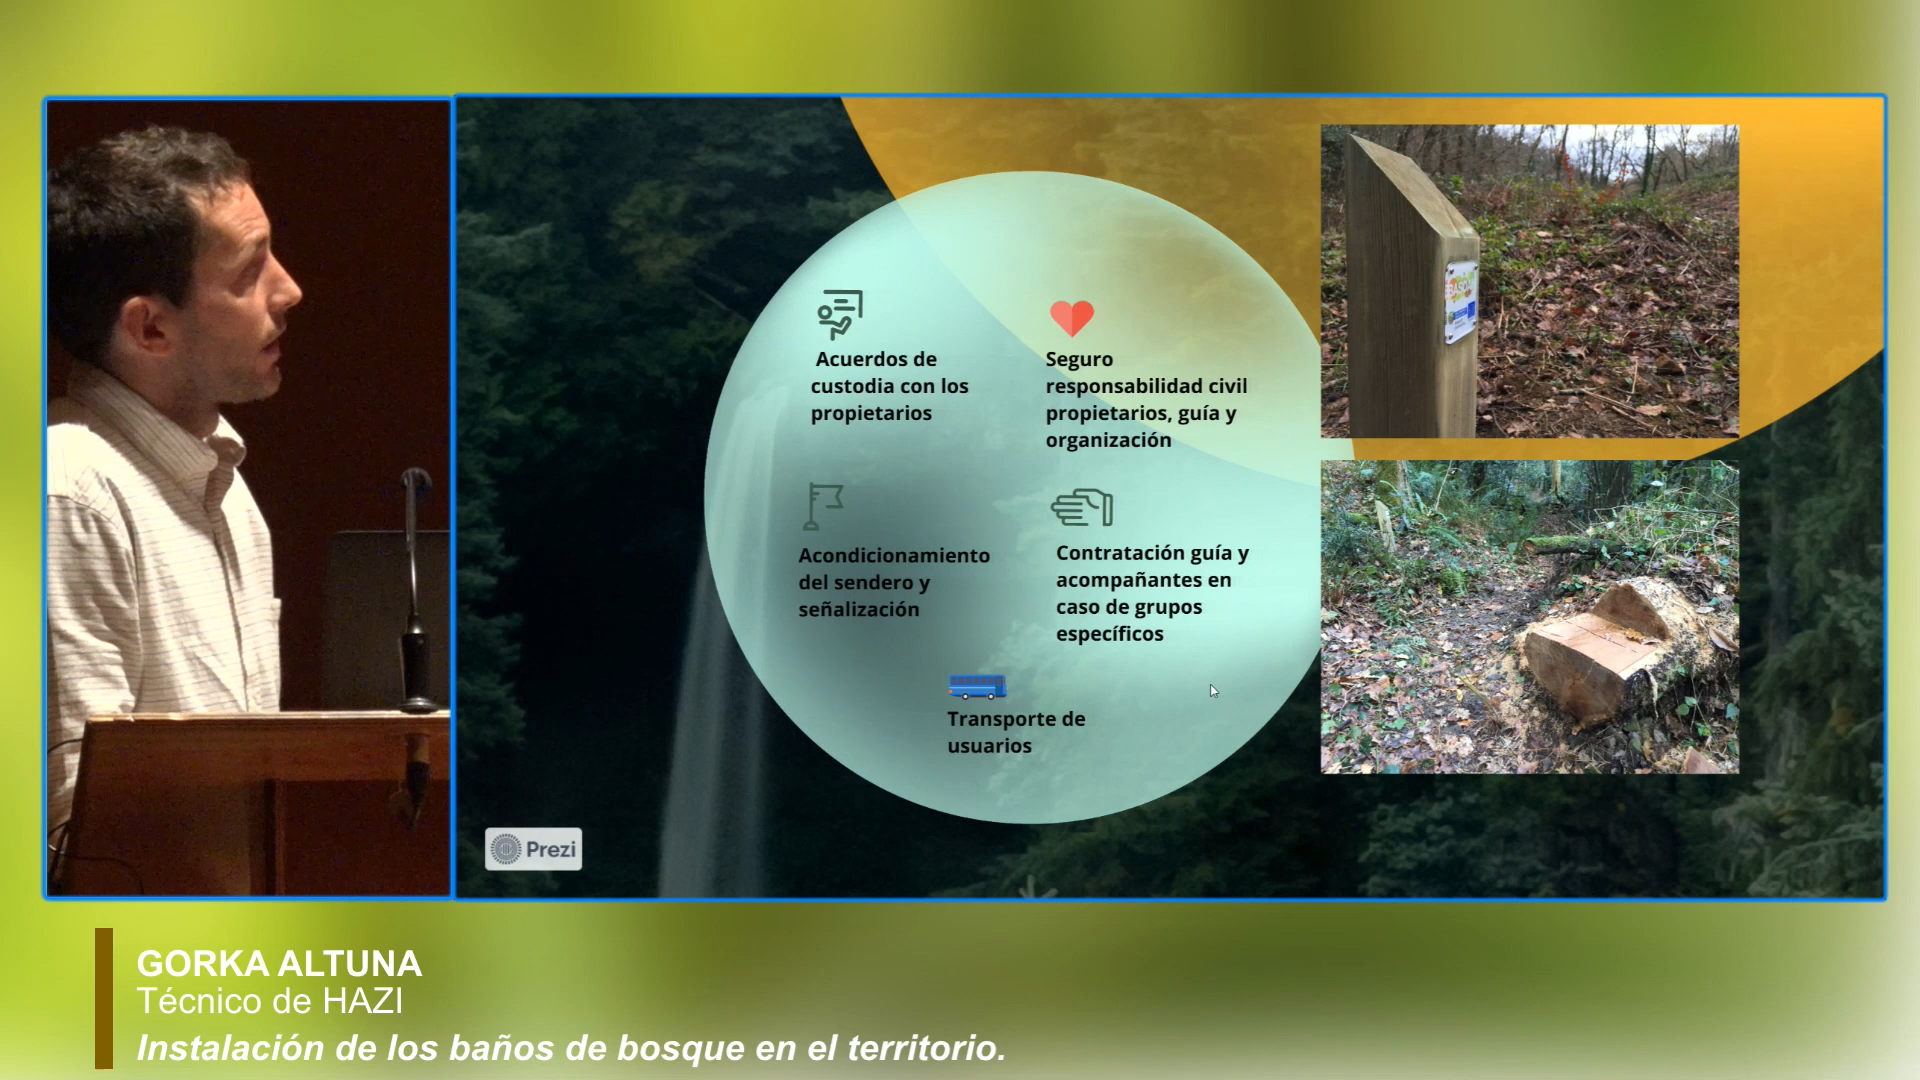 Acuerdos de
custodia con los
propietarios
Seguro
responsabilidad civil
propietarios, guía y
organización
Acondicionamiento
del sendero y
señalización
Contratación guía y
acompañantes en
caso de grupos
específicos
Transporte de
usuarios
Prezi
GORKA ALTUNA
Técnico de HAZI
Instalación de los baños de bosque en el territorio.